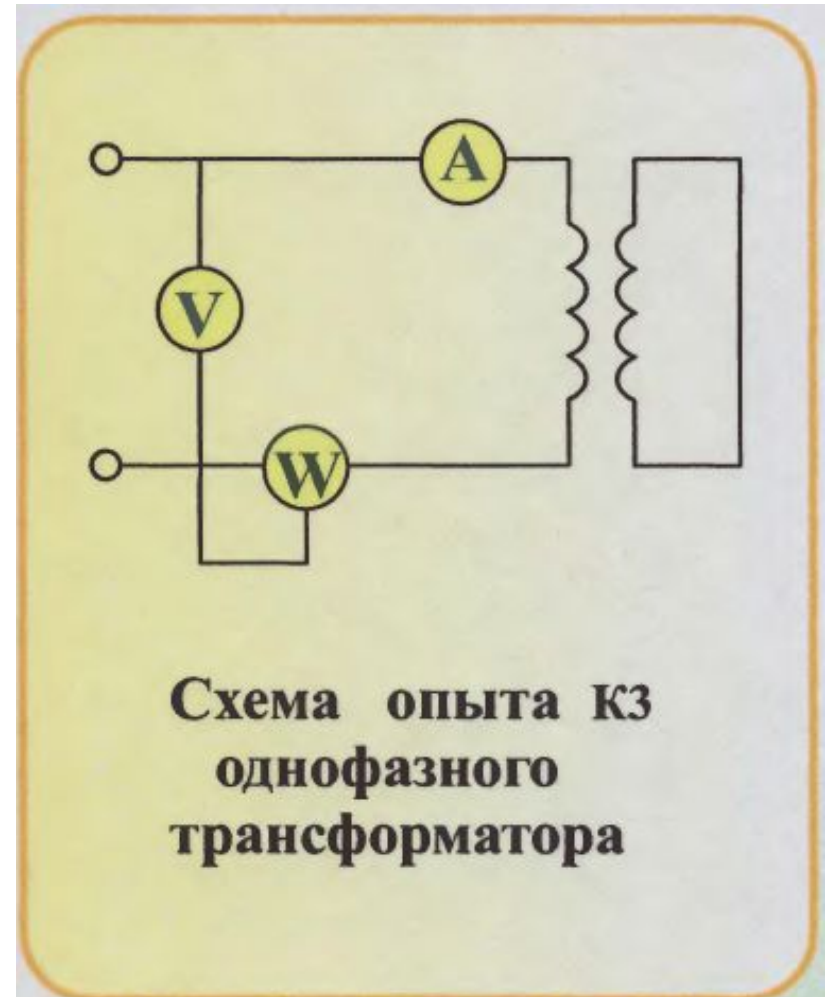 A
V
W
Схема опыта КЗ
однофазного
трансформатора